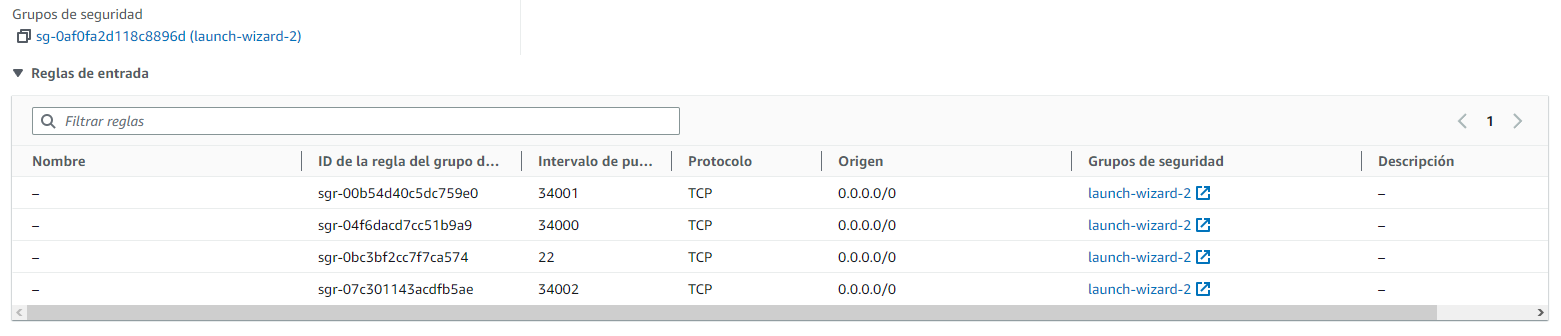 Grupos de seguridad
sg-0af0fa2d118c8896d (launch-wizard-2)
Reglas de entrada
Filtrar reglas
1
Nombre ID de la regla del grupo d... Intervalo de pu... Protocolo Origen Grupos de seguridad Descripción
– sgr-00b54d40c5dc759e0 34001 TCP 0.0.0.0/0 launch-wizard-2 –
– sgr-04f6dacd7cc51b9a9 34000 TCP 0.0.0.0/0 launch-wizard-2 –
– sgr-0bc3bf2cc7f7ca574 22 TCP 0.0.0.0/0 launch-wizard-2 –
– sgr-07c301143acdfb5ae 34002 TCP 0.0.0.0/0 launch-wizard-2 –